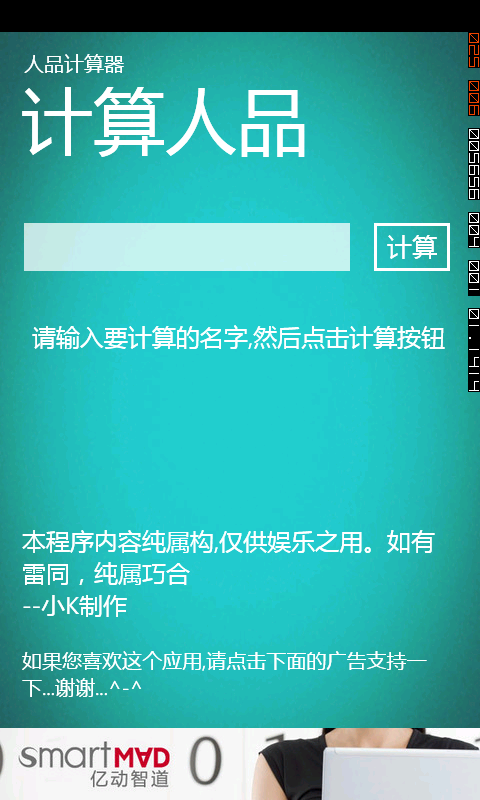 人品计算器
计算人品
计算
请输入要计算的名字,然后点击计算按钮
本程序内容纯属构,仅供娱乐之用。如有
雷同，纯属巧合
--小K制作
如果您喜欢这个应用,请点击下面的广告支持一
下...谢谢...^-^
smartMAD
亿动智道
0
025
006
009596
004
001